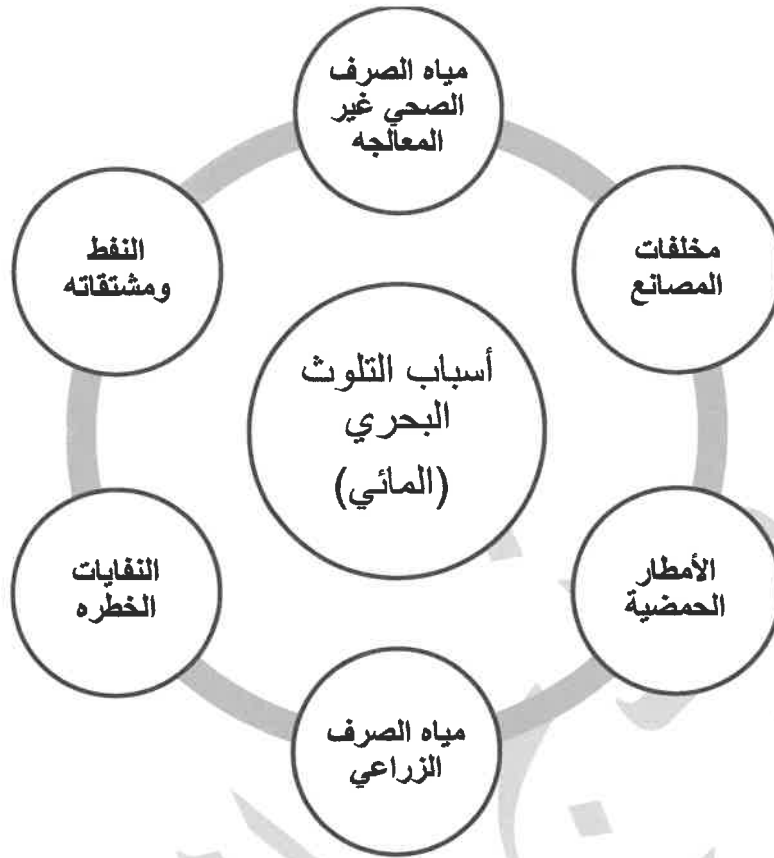 مياه الصرف
الصحي غير
المعالجه
مخلفات
المصانع
النفط
ومشتقاته
أسباب التلوث
البحري
(المائي)
الأمطار
الحمضية
النفايات
الخطره
مياه الصرف
الزراعي